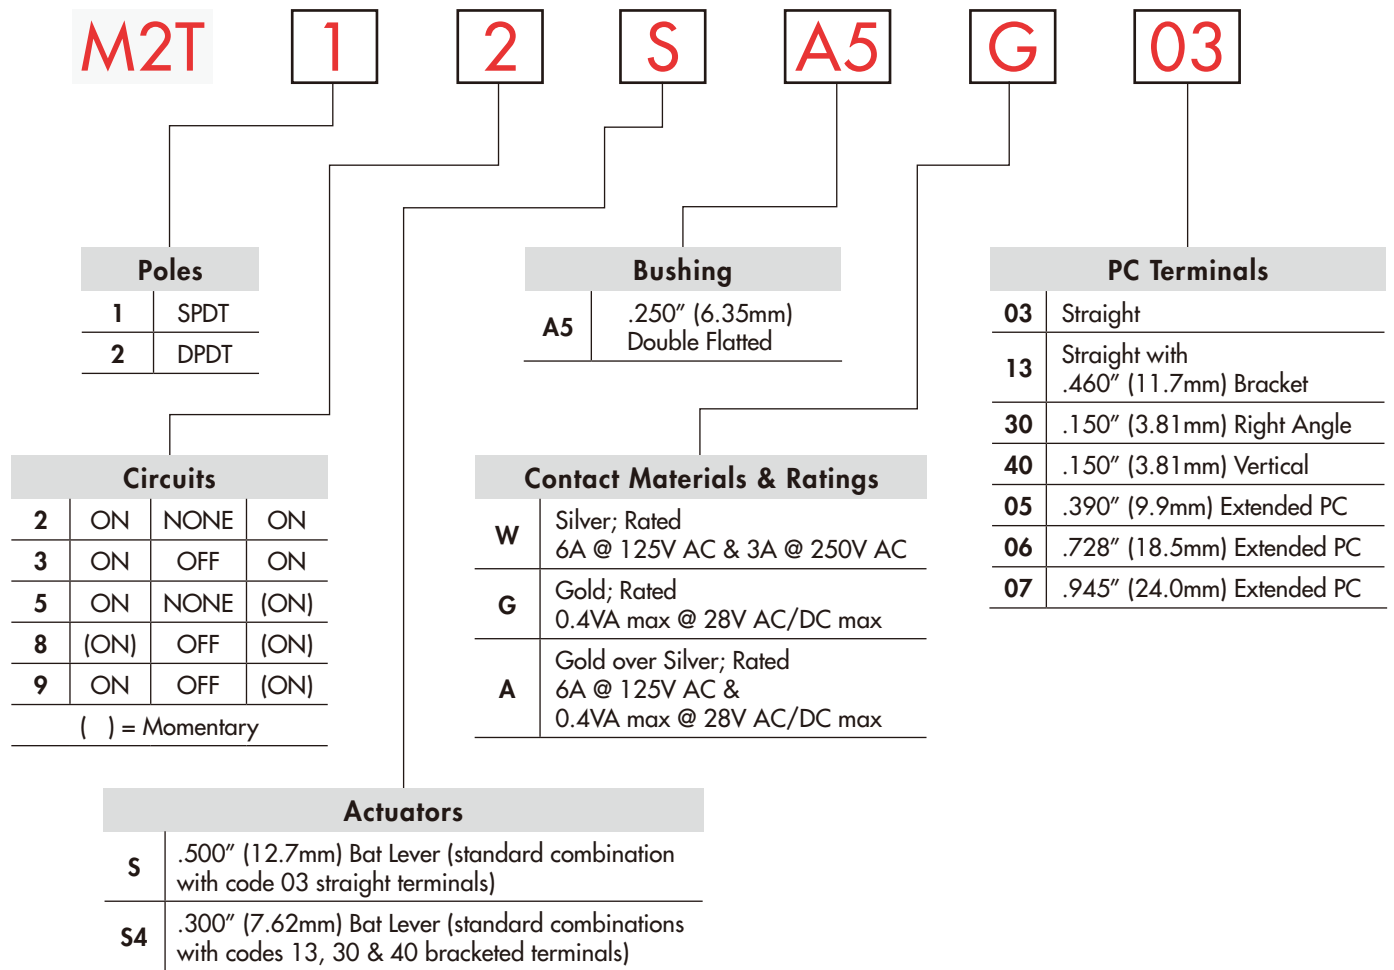 M2T 1 2 S A5 G 03
Poles
1 SPDT
2 DPDT
Circuits
2 ON NONE ON
3 ON OFF ON
5 ON NONE (ON)
8 (ON) OFF (ON)
9 ON OFF (ON)
( ) = Momentary
Bushing
A5 .250″ (6.35mm)
Double Flatted
Contact Materials & Ratings
W Silver; Rated
6A @ 125V AC & 3A @ 250V AC
G Gold; Rated
0.4VA max @ 28V AC/DC max
A Gold over Silver; Rated
6A @ 125V AC &
0.4VA max @ 28V AC/DC max
PC Terminals
03 Straight
13 Straight with
.460″ (11.7mm) Bracket
30 .150″ (3.81mm) Right Angle
40 .150″ (3.81mm) Vertical
05 .390″ (9.9mm) Extended PC
06 .728″ (18.5mm) Extended PC
07 .945″ (24.0mm) Extended PC
Actuators
S .500″ (12.7mm) Bat Lever (standard combination
with code 03 straight terminals)
S4 .300″ (7.62mm) Bat Lever (standard combinations
with codes 13, 30 & 40 bracketed terminals)